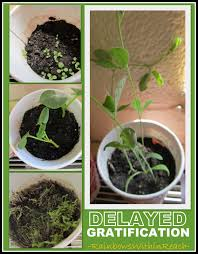 DELAYED
GRATIFICATION
~RainbowsWithinReach~